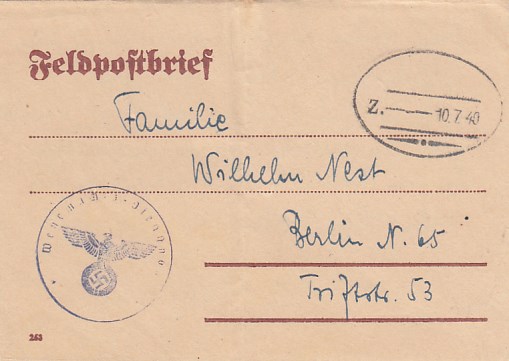 Feldpostbrief
Z. 10.7.40
Familie
Wilhelm Nest
Berlin N. 65
Triftstr. 53
263